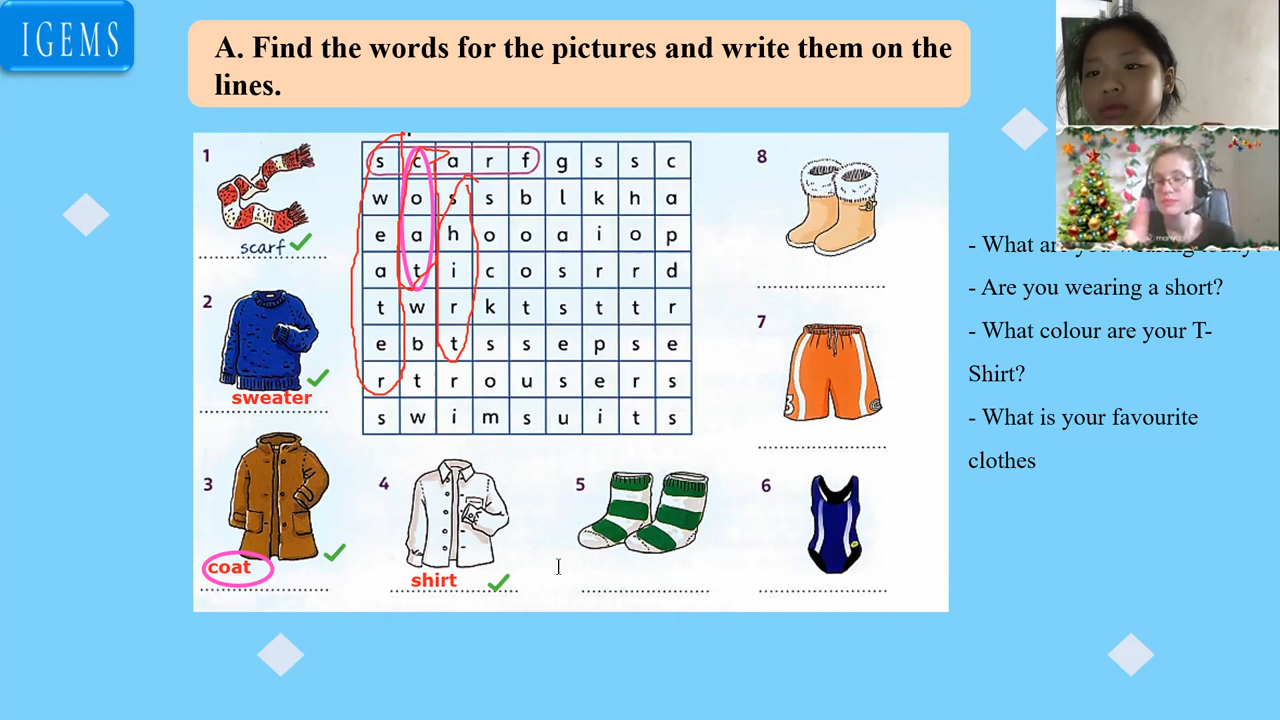 IGEMS
A. Find the words for the pictures and write them on the
lines.
1
scarf
2
sweater
3
coat
4
shirt
5
6
7
8
s c a r f g s s c
w o s s b l k h a
e a h o o a i o p
a t i c o s r r d
t w r k t s t t r
e b t s s e p s e
r t r o u s e r s
s w i m s u i t s
- What are you wearing today?
- Are you wearing a short?
- What colour are your T-
Shirt?
- What is your favourite
clothes